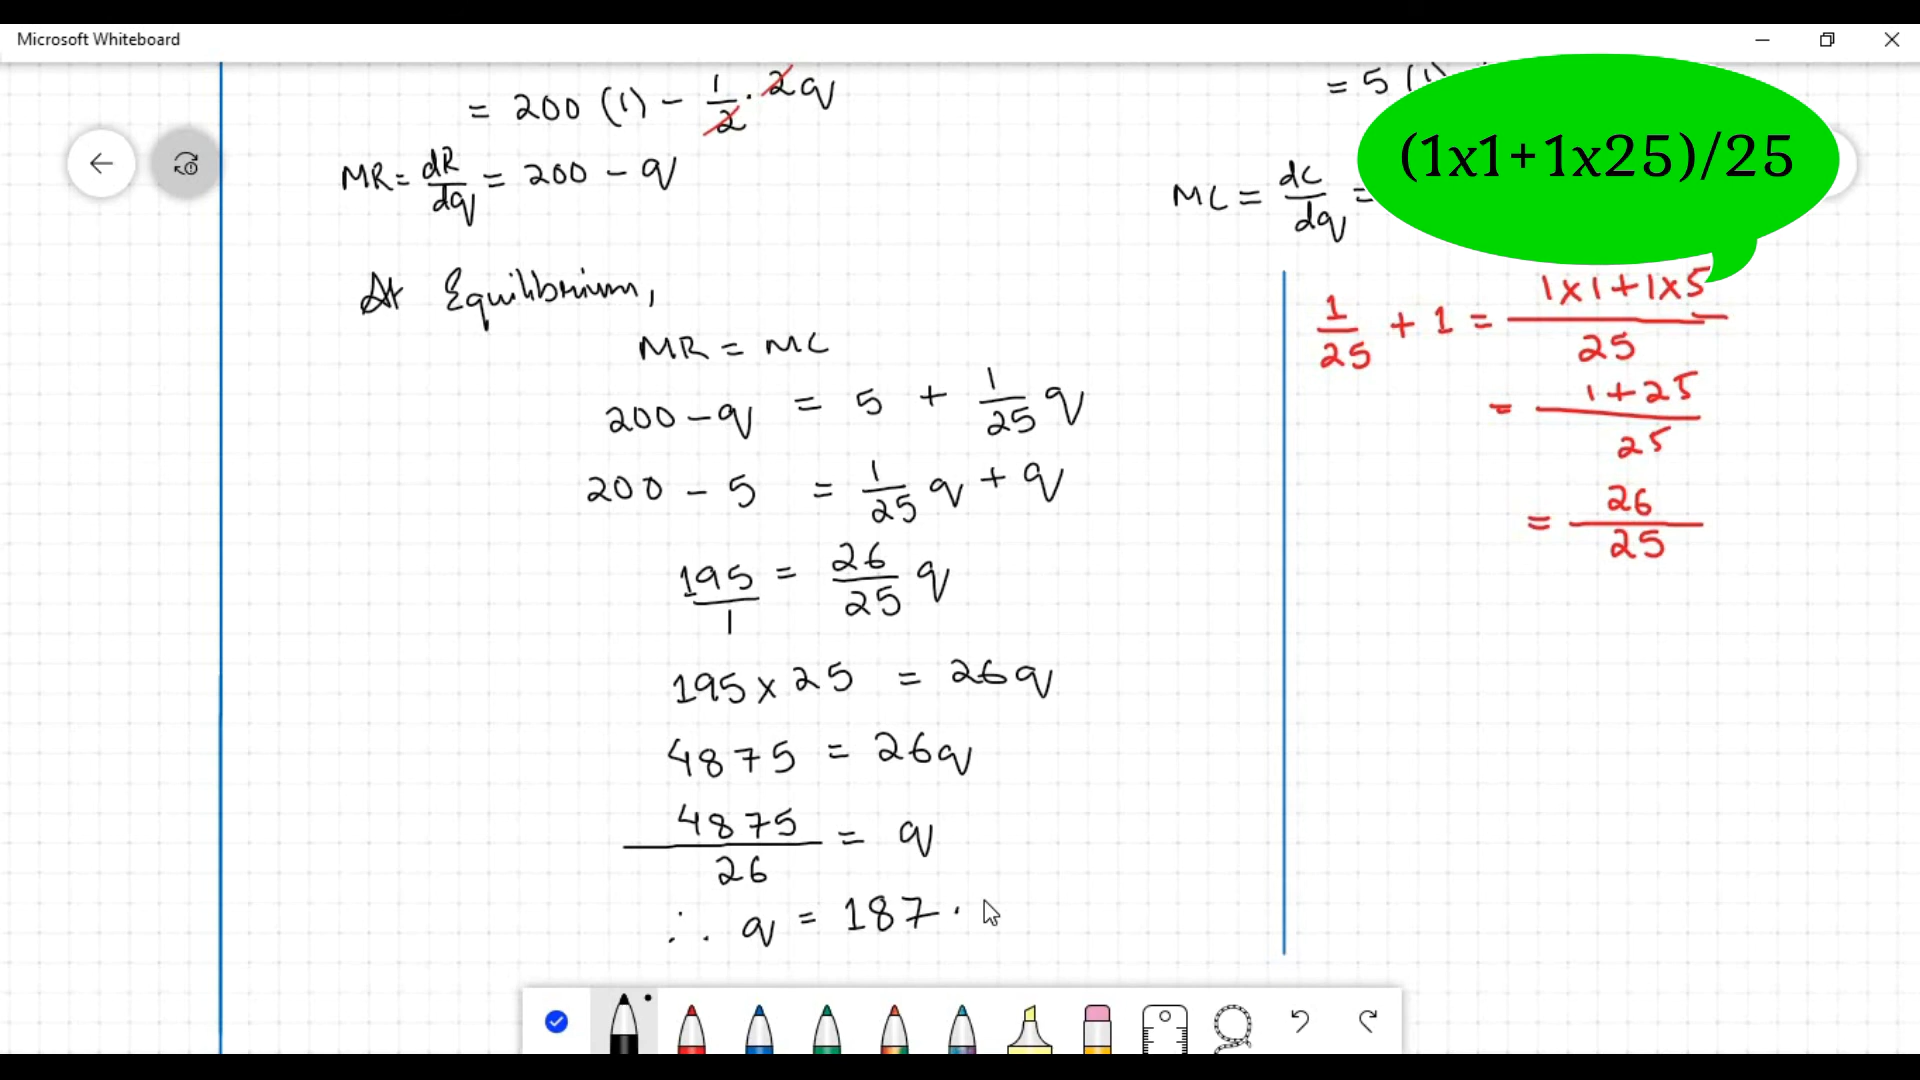 Microsoft Whiteboard
= 200 (1) - 1/2 · 2q
MR = dR/dq = 200 - q
At Equilibrium,
MR = MC
200 - q = 5 + 1/25 q
200 - 5 = 1/25 q + q
195/1 = 26/25 q
195 x 25 = 26q
4875 = 26q
4875/26 = q
∴ q = 187 .
= 5 (1)
MC = dC/dq =
(1x1+1x25)/25
1/25 + 1 = 1x1+1x5/25
= 1+25/25
= 26/25